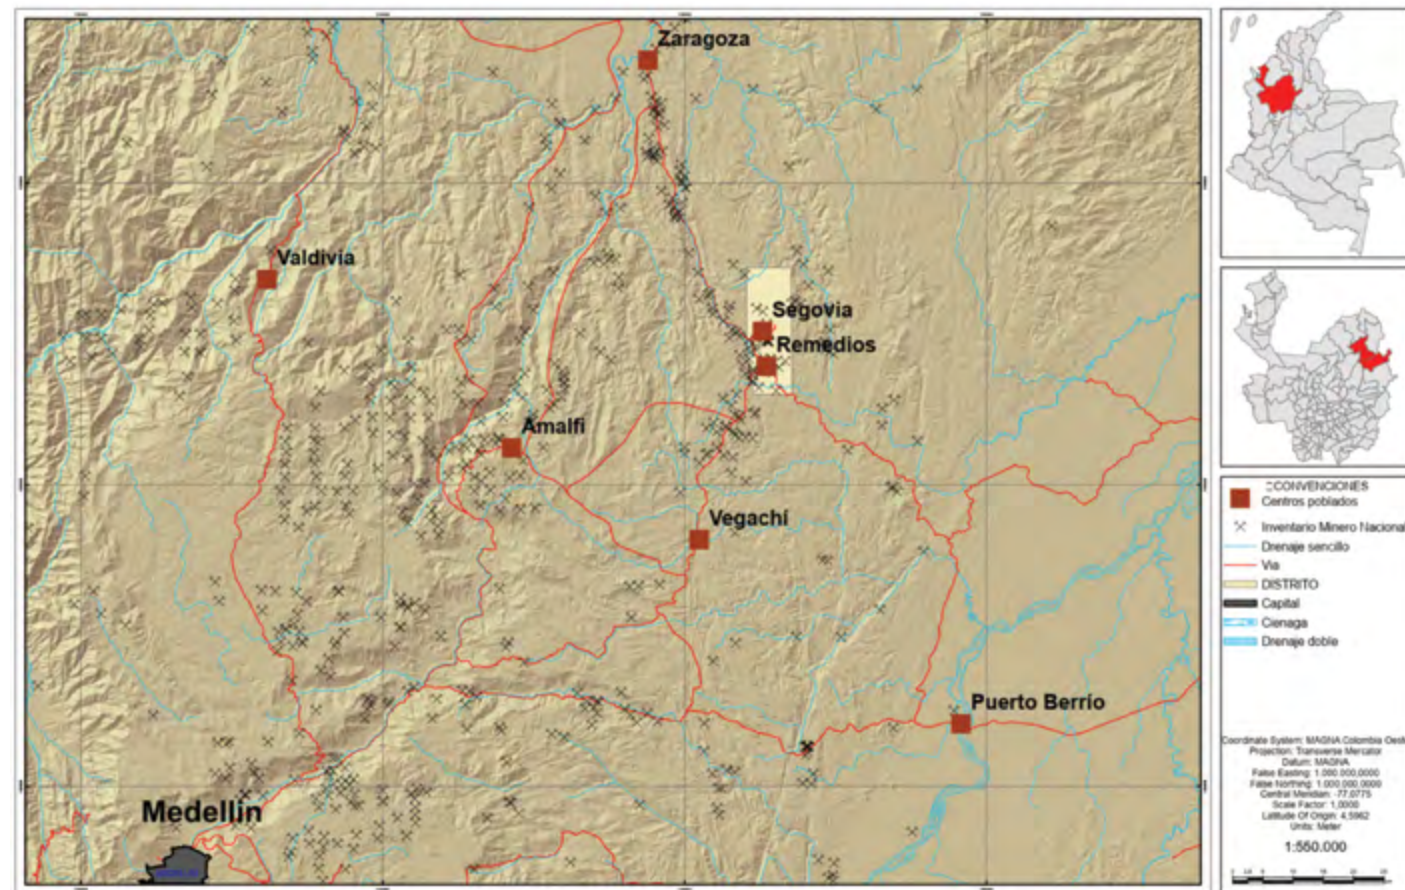 Zaragoza
Valdivia
Segovia
Remedios
Amalfi
Vegachí
Puerto Berrío
Medellín
CONVENCIONES
Centros poblados
Inventario Minero Nacional
Drenaje sencillo
Via
DISTRITO
Capital
Cienaga
Drenaje doble
Coordinate System: MAGNA Colombia Oeste
Projection: Transverse Mercator
Datum: MAGNA
False Easting: 1.000.000,0000
False Northing: 1.000.000,0000
Central Meridian: -77,0775
Scale Factor: 1,0000
Latitude Of Origin: 4,5962
Units: Meter
1:550.000